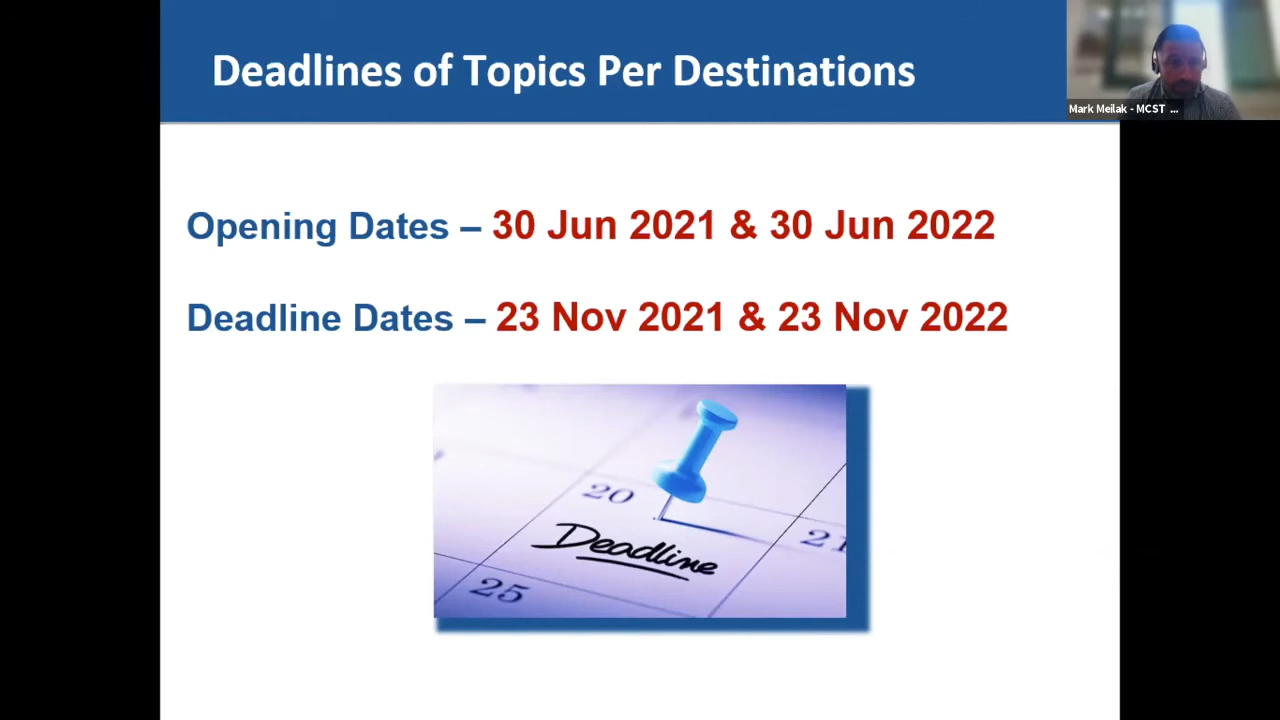 Deadlines of Topics Per Destinations
Mark Meilak - MCST ...
Opening Dates – 30 Jun 2021 & 30 Jun 2022
Deadline Dates – 23 Nov 2021 & 23 Nov 2022
20
21
Deadline
25